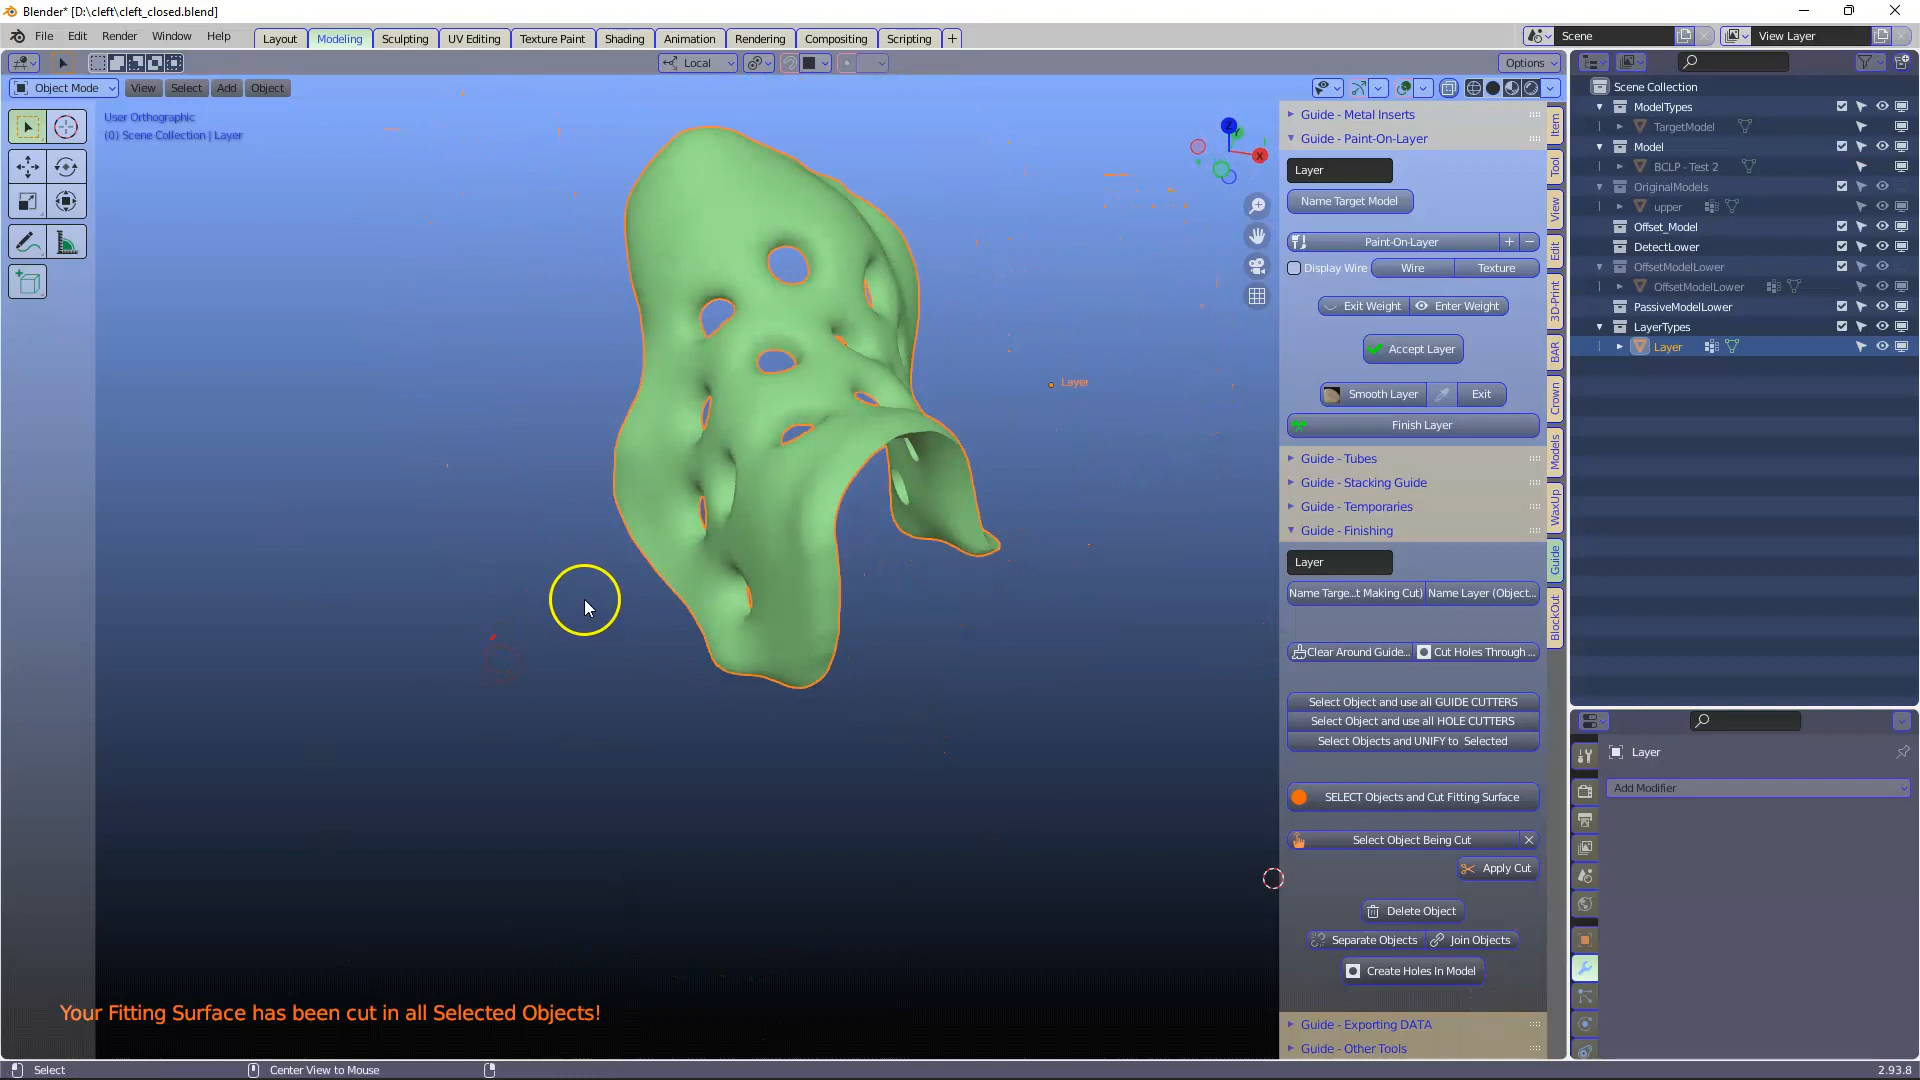 Blender* [D:\cleft\cleft_closed.blend]
File Edit Render Window Help
Layout Modeling Sculpting UV Editing Texture Paint Shading Animation Rendering Compositing Scripting +
Scene
View Layer
Local
Options
Object Mode View Select Add Object
User Orthographic
(0) Scene Collection | Layer
Z
Y
X
Layer
Guide - Metal Inserts
Guide - Paint-On-Layer
Layer
Name Target Model
Paint-On-Layer + −
Display Wire Wire Texture
Exit Weight Enter Weight
Accept Layer
Smooth Layer Exit
Finish Layer
Guide - Tubes
Guide - Stacking Guide
Guide - Temporaries
Guide - Finishing
Layer
Name Targe...t Making Cut) Name Layer (Object...
Clear Around Guide... Cut Holes Through ...
Select Object and use all GUIDE CUTTERS
Select Object and use all HOLE CUTTERS
Select Objects and UNIFY to Selected
SELECT Objects and Cut Fitting Surface
Select Object Being Cut
Apply Cut
Delete Object
Separate Objects Join Objects
Create Holes In Model
Guide - Exporting DATA
Guide - Other Tools
Item
Tool
View
Edit
3D-Print
BAR
Crown
Models
WaxUp
Guide
BlockOut
Scene Collection
ModelTypes
TargetModel
Model
BCLP - Test 2
OriginalModels
upper
Offset_Model
DetectLower
OffsetModelLower
OffsetModelLower
PassiveModelLower
LayerTypes
Layer
Layer
Add Modifier
Your Fitting Surface has been cut in all Selected Objects!
Select
Center View to Mouse
2.93.8